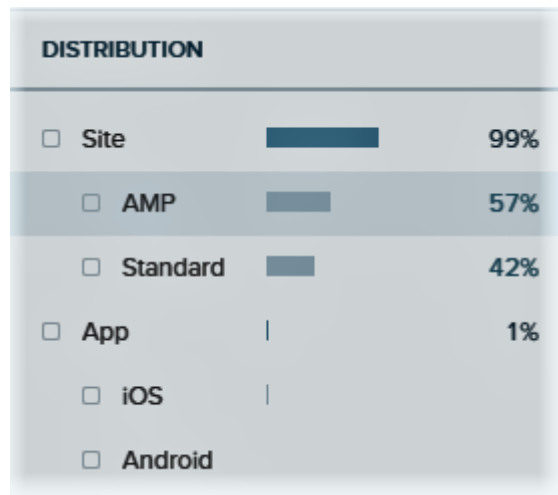 DISTRIBUTION
Site 99%
AMP 57%
Standard 42%
App 1%
iOS
Android